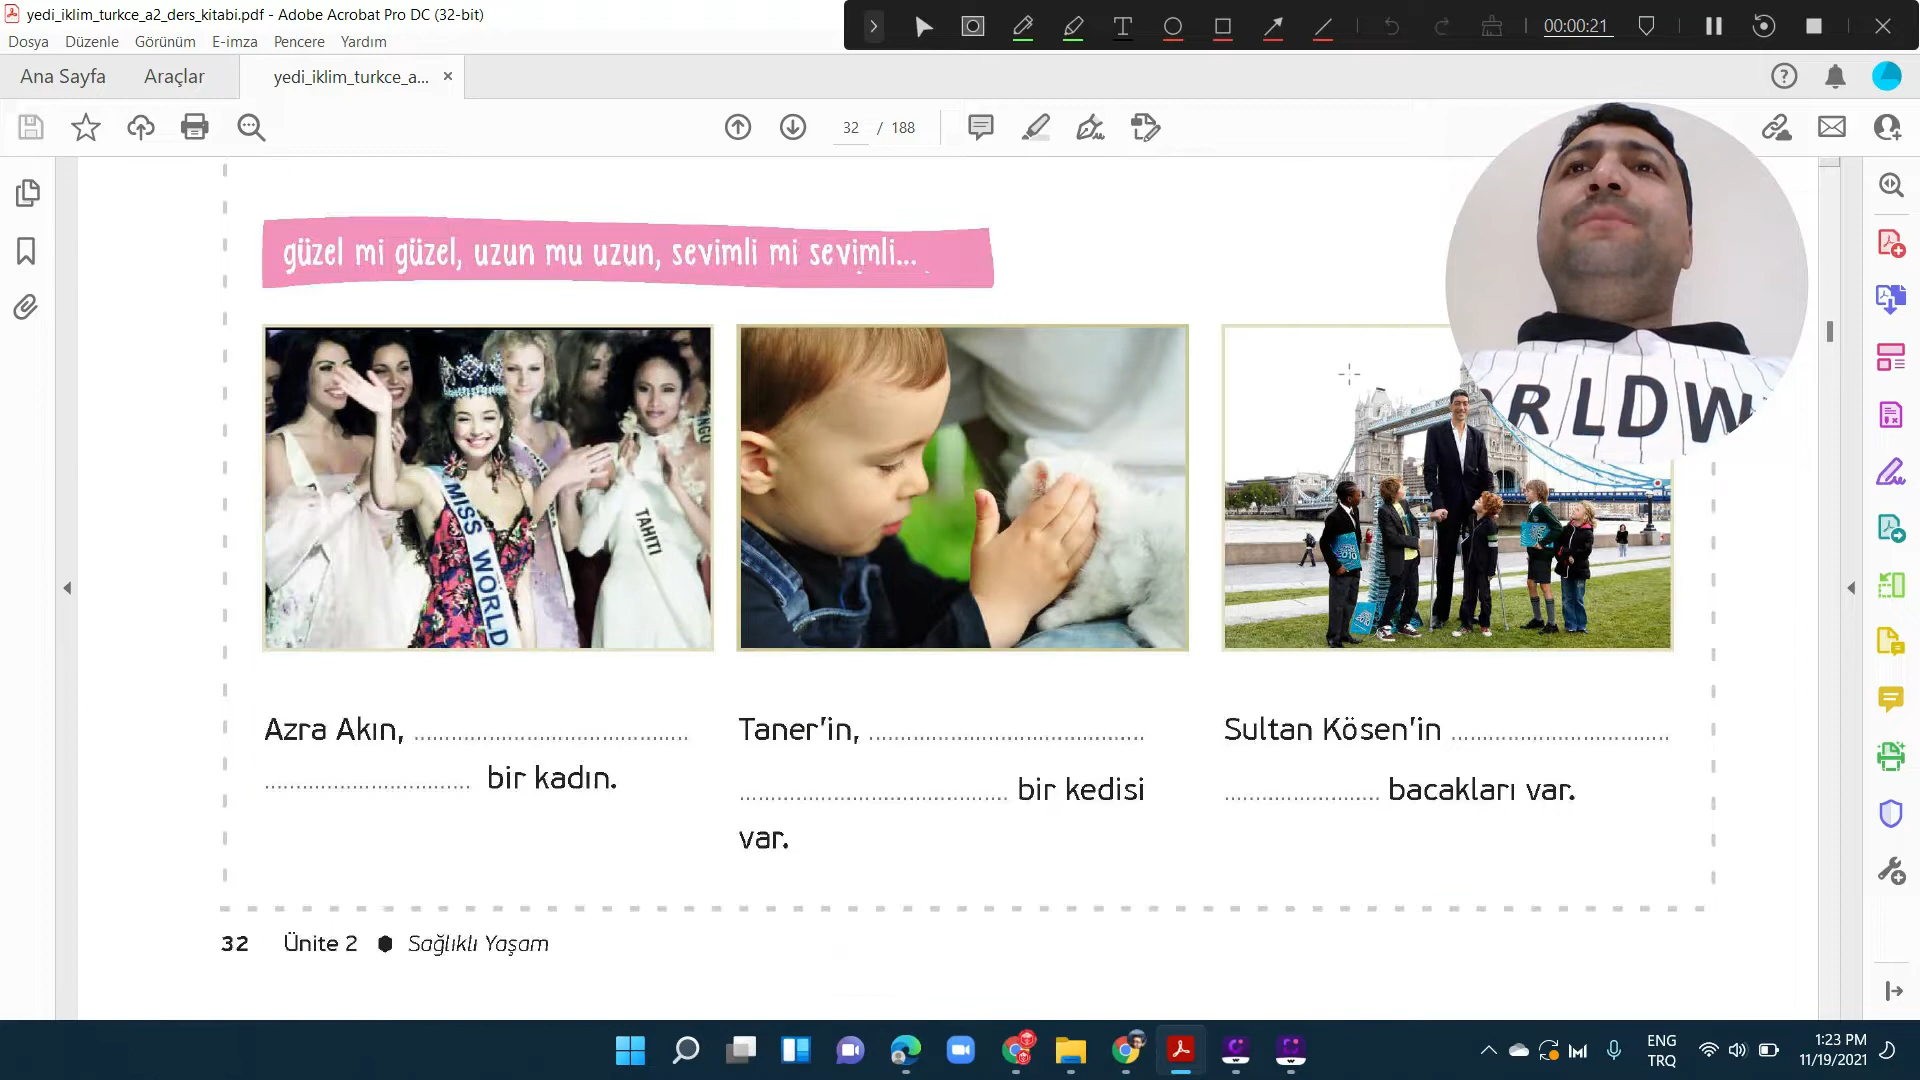 yedi_iklim_turkce_a2_ders_kitabi.pdf - Adobe Acrobat Pro DC (32-bit)
00:00:21
Dosya Düzenle Görünüm E-imza Pencere Yardım
Ana Sayfa Araçlar yedi_iklim_turkce_a...
32 / 188
güzel mi güzel, uzun mu uzun, sevimli mi sevimli...
MISS WORLD
TAHITI
2010
RLDW
Azra Akın, ........................................
.............................. bir kadın.
Taner'in, ........................................
........................................ bir kedisi
var.
Sultan Kösen'in ................................
....................... bacakları var.
32 Ünite 2 Sağlıklı Yaşam
ENG
TRQ
1:23 PM
11/19/2021